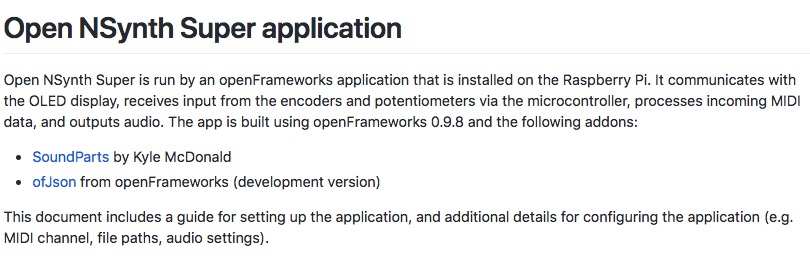 Open NSynth Super application
Open NSynth Super is run by an openFrameworks application that is installed on the Raspberry Pi. It communicates with
the OLED display, receives input from the encoders and potentiometers via the microcontroller, processes incoming MIDI
data, and outputs audio. The app is built using openFrameworks 0.9.8 and the following addons:
• SoundParts by Kyle McDonald
• ofJson from openFrameworks (development version)
This document includes a guide for setting up the application, and additional details for configuring the application (e.g.
MIDI channel, file paths, audio settings).